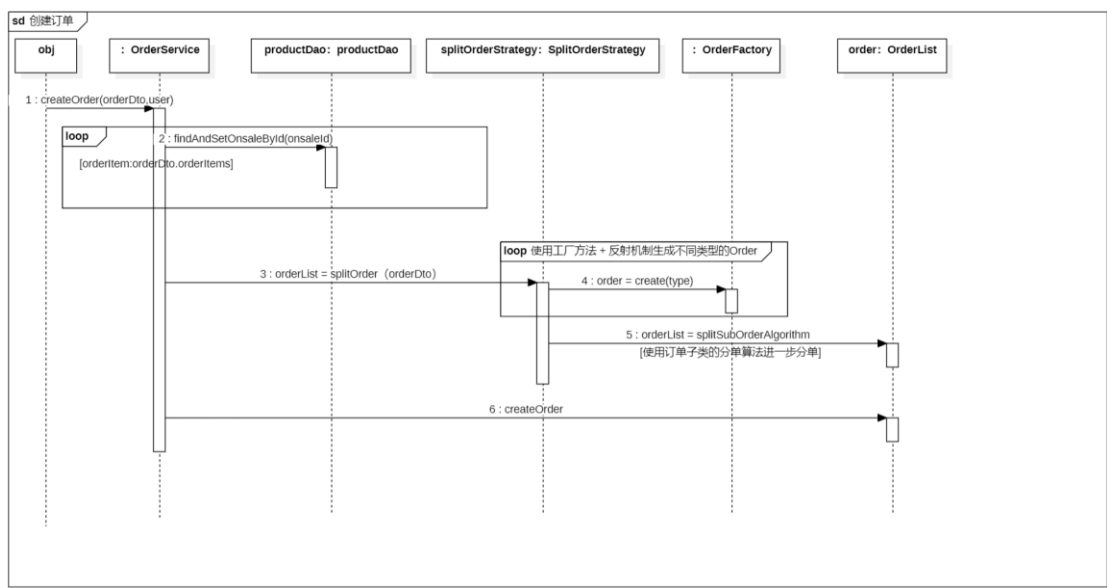 sd 创建订单
obj
: OrderService
productDao: productDao
splitOrderStrategy: SplitOrderStrategy
: OrderFactory
order: OrderList
1 : createOrder(orderDto,user)
loop
2 : findAndSetOnsaleById(onsaleId)
[orderItem:orderDto.orderItems]
loop 使用工厂方法 + 反射机制生成不同类型的Order
3 : orderList = splitOrder（orderDto）
4 : order = create(type)
5 : orderList = splitSubOrderAlgorithm
[使用订单子类的分单算法进一步分单]
6 : createOrder